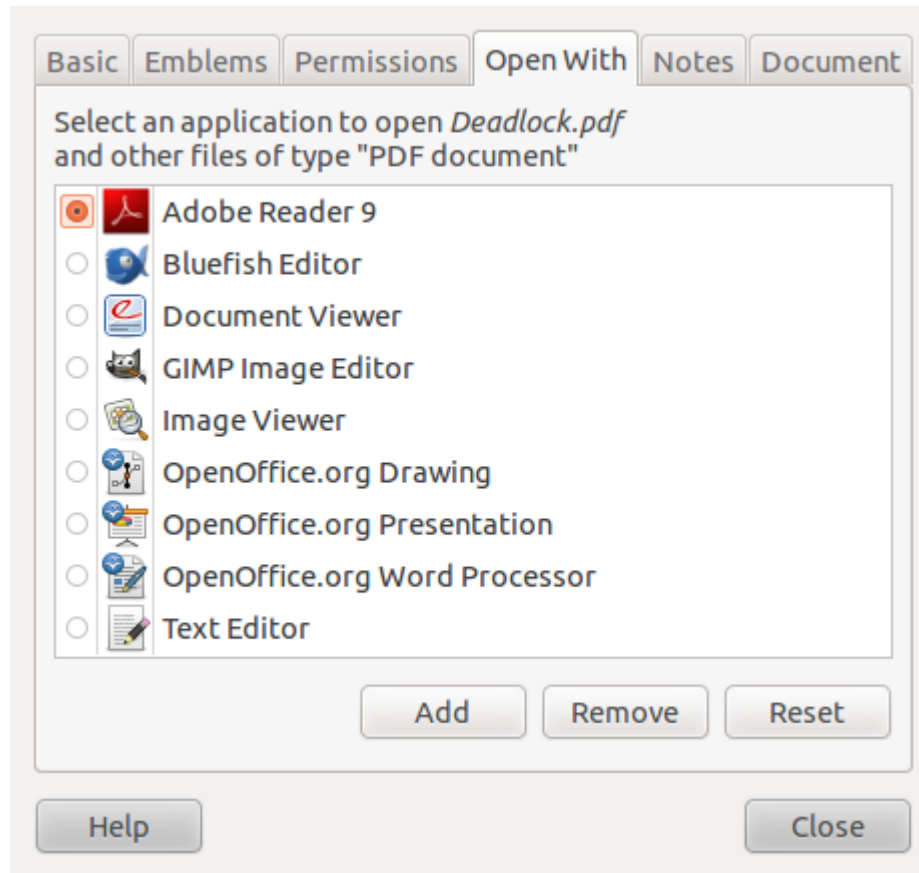 Basic Emblems Permissions Open With Notes Document
Select an application to open Deadlock.pdf
and other files of type "PDF document"
Adobe Reader 9
Bluefish Editor
Document Viewer
GIMP Image Editor
Image Viewer
OpenOffice.org Drawing
OpenOffice.org Presentation
OpenOffice.org Word Processor
Text Editor
Add Remove Reset
Help Close